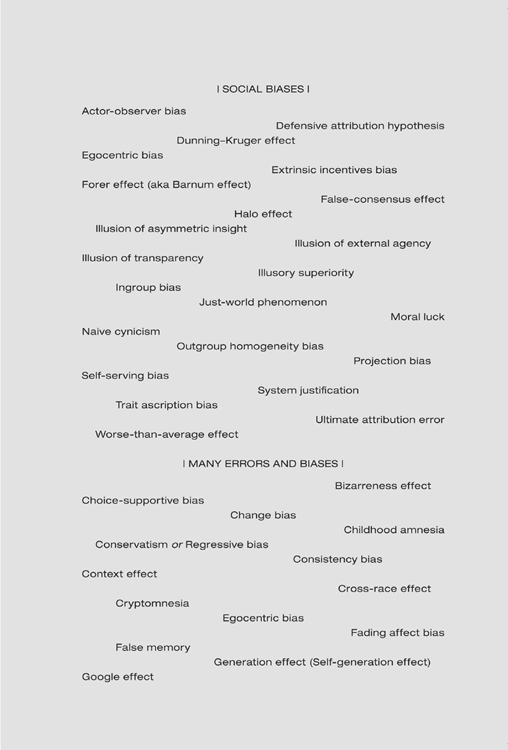 | SOCIAL BIASES |
Actor-observer bias
Defensive attribution hypothesis
Dunning–Kruger effect
Egocentric bias
Extrinsic incentives bias
Forer effect (aka Barnum effect)
False-consensus effect
Halo effect
Illusion of asymmetric insight
Illusion of external agency
Illusion of transparency
Illusory superiority
Ingroup bias
Just-world phenomenon
Moral luck
Naive cynicism
Outgroup homogeneity bias
Projection bias
Self-serving bias
System justification
Trait ascription bias
Ultimate attribution error
Worse-than-average effect
| MANY ERRORS AND BIASES |
Bizarreness effect
Choice-supportive bias
Change bias
Childhood amnesia
Conservatism or Regressive bias
Consistency bias
Context effect
Cross-race effect
Cryptomnesia
Egocentric bias
Fading affect bias
False memory
Generation effect (Self-generation effect)
Google effect